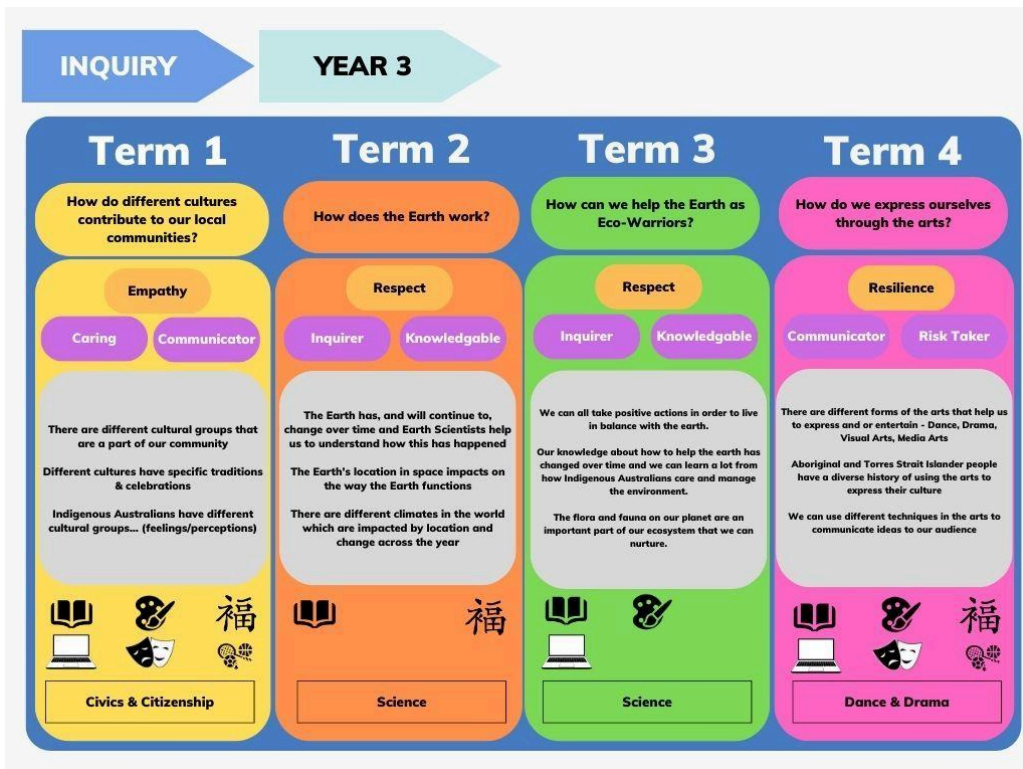 INQUIRY
YEAR 3
Term 1
How do different cultures
contribute to our local
communities?
Empathy
Caring
Communicator
There are different cultural groups that
are a part of our community
Different cultures have specific traditions
& celebrations
Indigenous Australians have different
cultural groups... (feelings/perceptions)
福
Civics & Citizenship
Term 2
How does the Earth work?
Respect
Inquirer
Knowledgable
The Earth has, and will continue to,
change over time and Earth Scientists help
us to understand how this has happened
The Earth's location in space impacts on
the way the Earth functions
There are different climates in the world
which are impacted by location and
change across the year
福
Science
Term 3
How can we help the Earth as
Eco-Warriors?
Respect
Inquirer
Knowledgable
We can all take positive actions in order to live
in balance with the earth.
Our knowledge about how to help the earth has
changed over time and we can learn a lot from
how Indigenous Australians care and manage
the environment.
The flora and fauna on our planet are an
important part of our ecosystem that we can
nurture.
Science
Term 4
How do we express ourselves
through the arts?
Resilience
Communicator
Risk Taker
There are different forms of the arts that help us
to express and or entertain - Dance, Drama,
Visual Arts, Media Arts
Aboriginal and Torres Strait Islander people
have a diverse history of using the arts to
express their culture
We can use different techniques in the arts to
communicate ideas to our audience
福
Dance & Drama